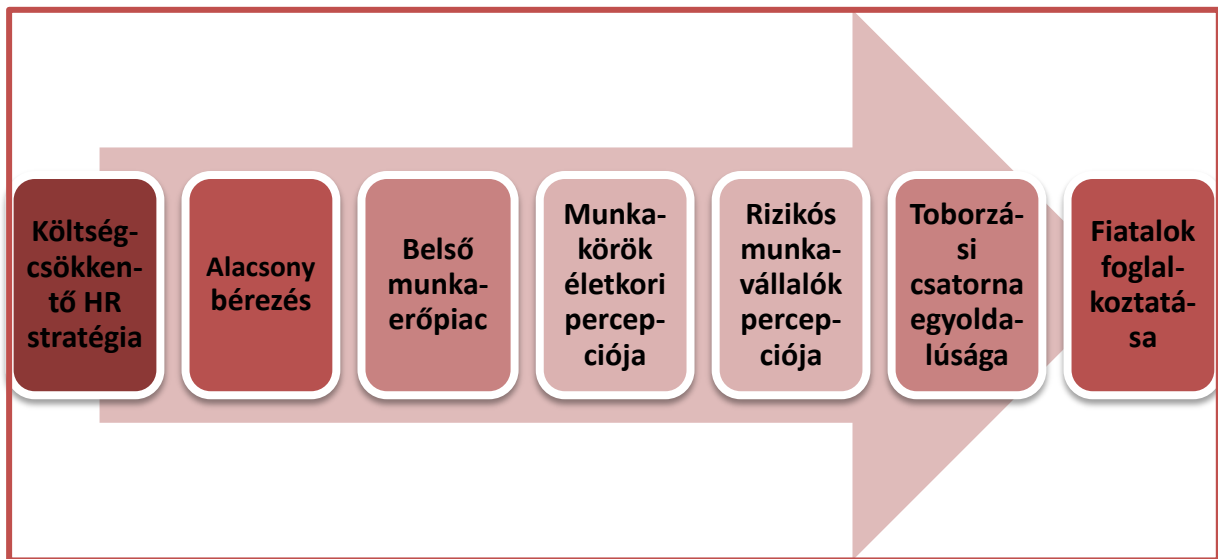 Költség-
csökken-
tő HR
stratégia
Alacsony
bérezés
Belső
munka-
erőpiac
Munka-
körök
életkori
percep-
ciója
Rizikós
munka-
vállalók
percep-
ciója
Toborzá-
si
csatorna
egyolda-
lúsága
Fiatalok
foglal-
koztatá-
sa